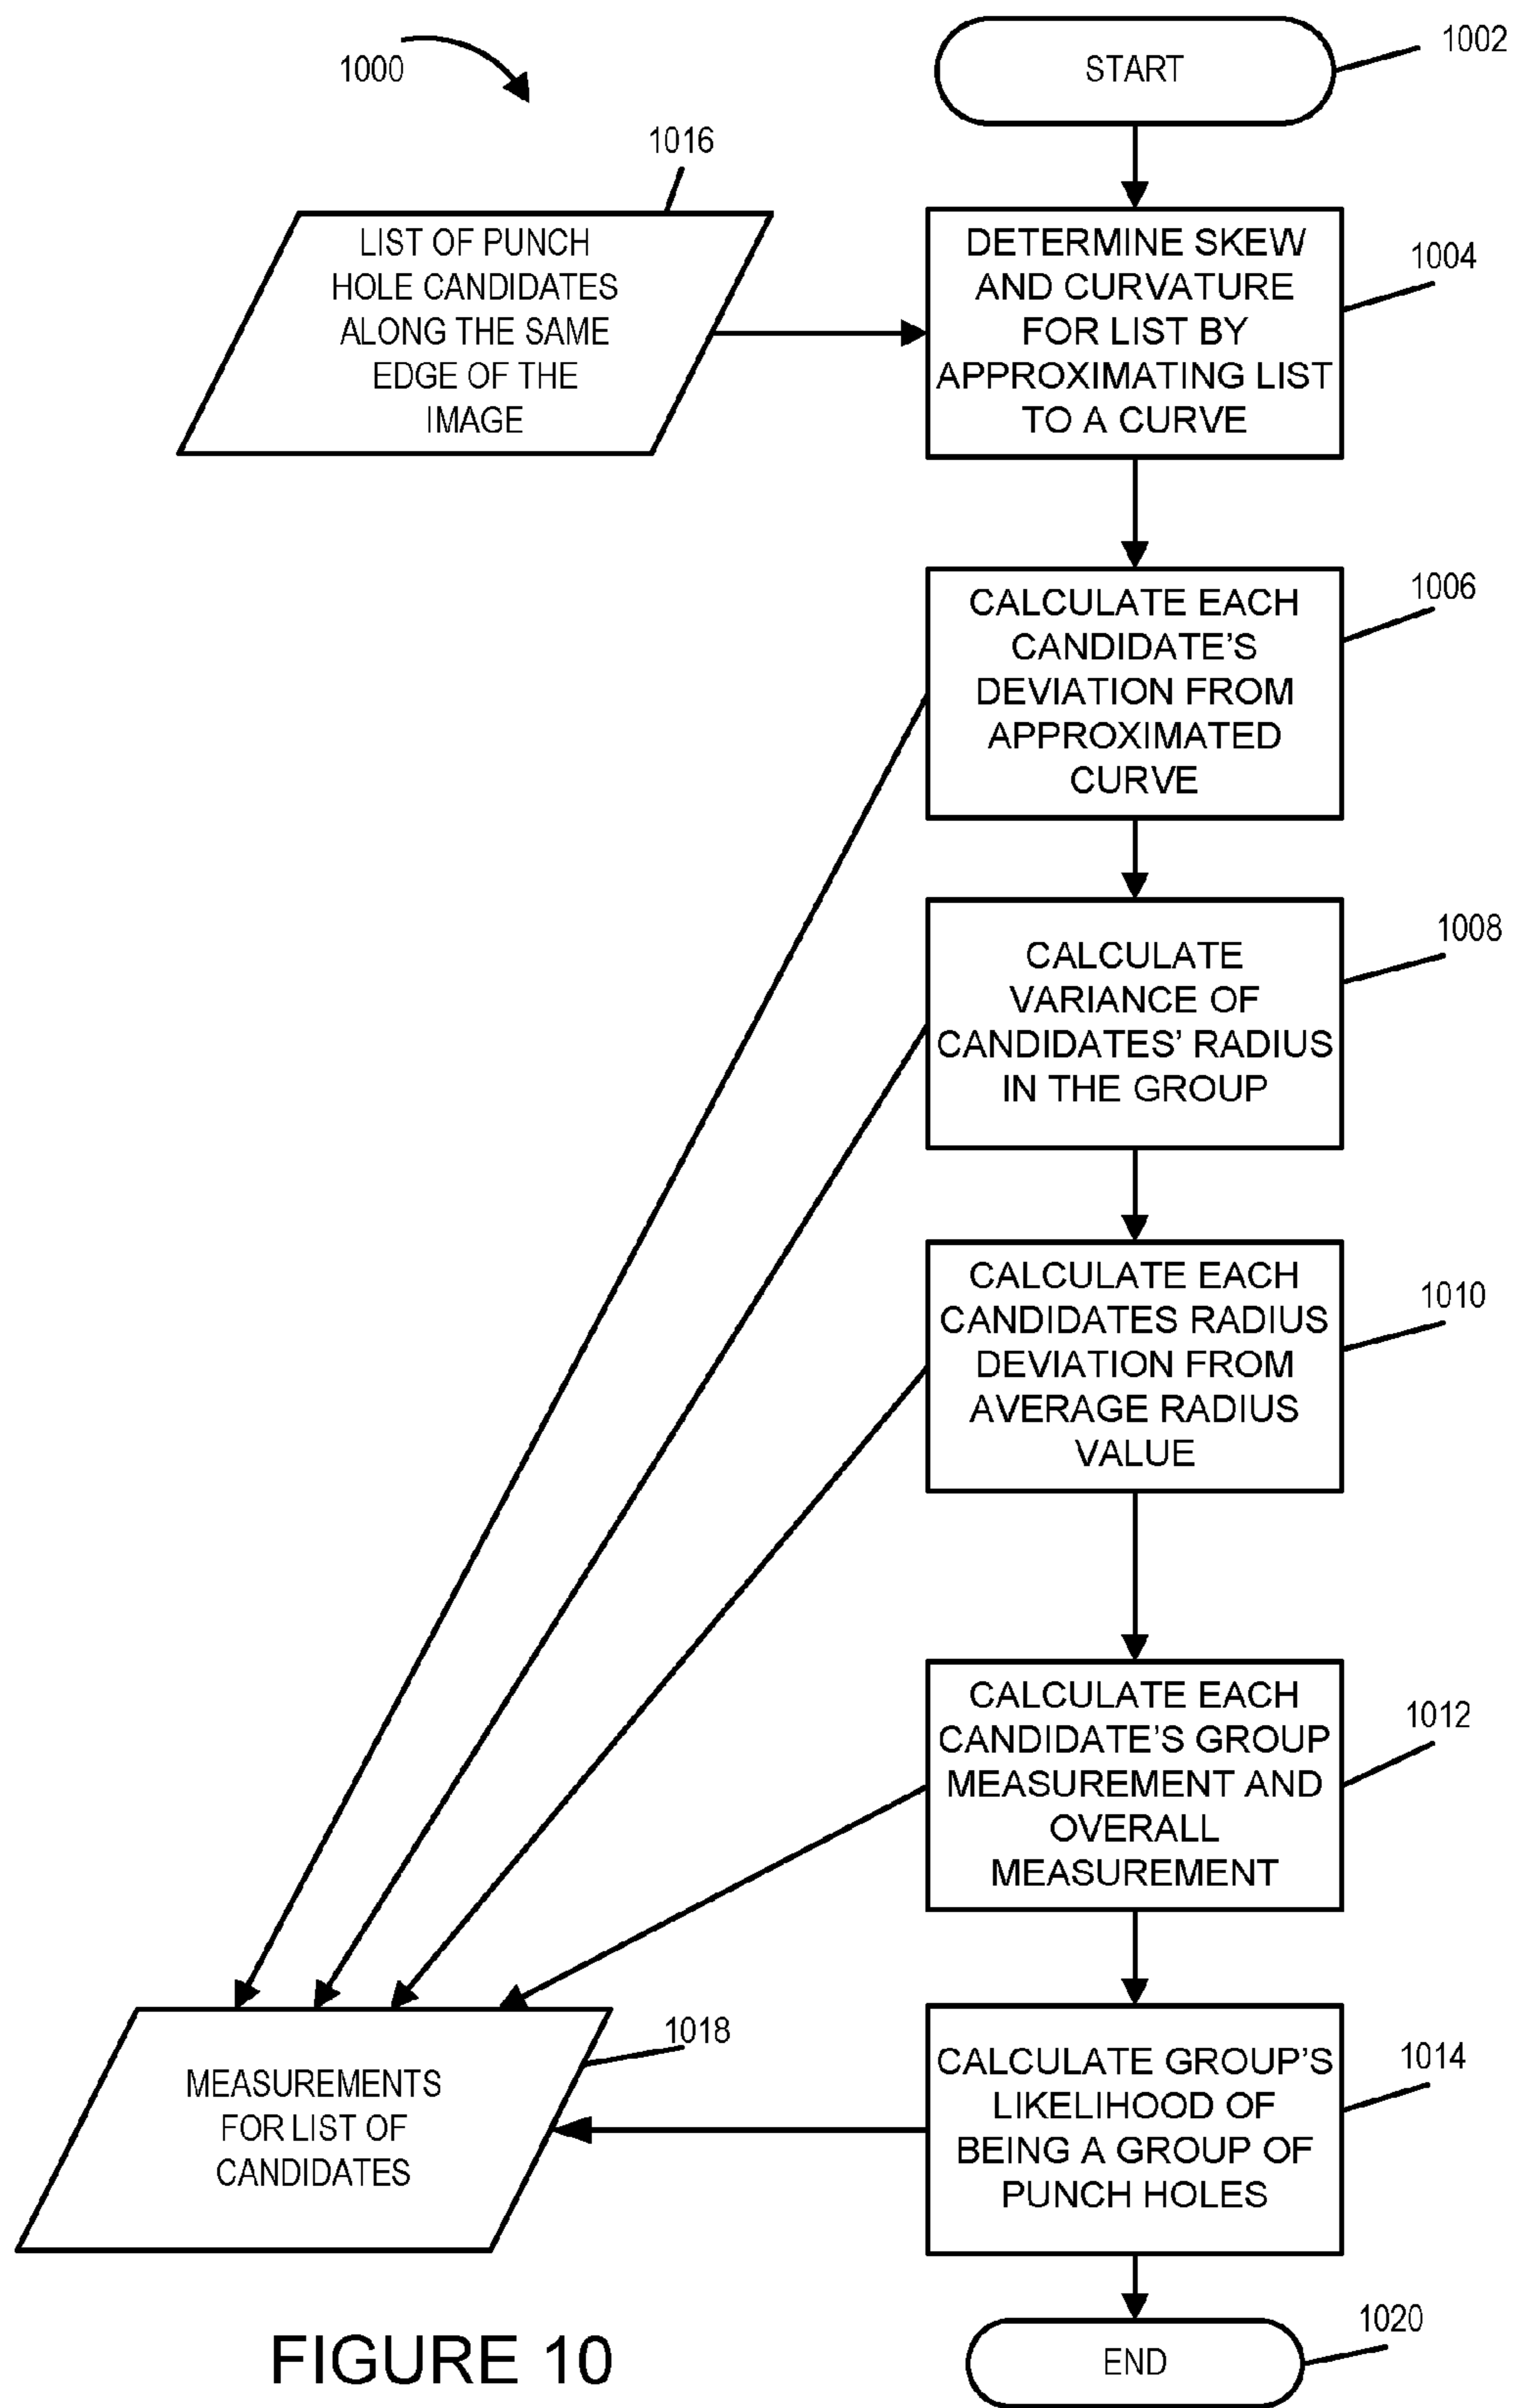 1000
START
1002
1016
LIST OF PUNCH
HOLE CANDIDATES
ALONG THE SAME
EDGE OF THE
IMAGE
DETERMINE SKEW
AND CURVATURE
FOR LIST BY
APPROXIMATING LIST
TO A CURVE
1004
CALCULATE EACH
CANDIDATE'S
DEVIATION FROM
APPROXIMATED
CURVE
1006
CALCULATE
VARIANCE OF
CANDIDATES' RADIUS
IN THE GROUP
1008
CALCULATE EACH
CANDIDATES RADIUS
DEVIATION FROM
AVERAGE RADIUS
VALUE
1010
CALCULATE EACH
CANDIDATE'S GROUP
MEASUREMENT AND
OVERALL
MEASUREMENT
1012
MEASUREMENTS
FOR LIST OF
CANDIDATES
1018
CALCULATE GROUP'S
LIKELIHOOD OF
BEING A GROUP OF
PUNCH HOLES
1014
END
1020
FIGURE 10